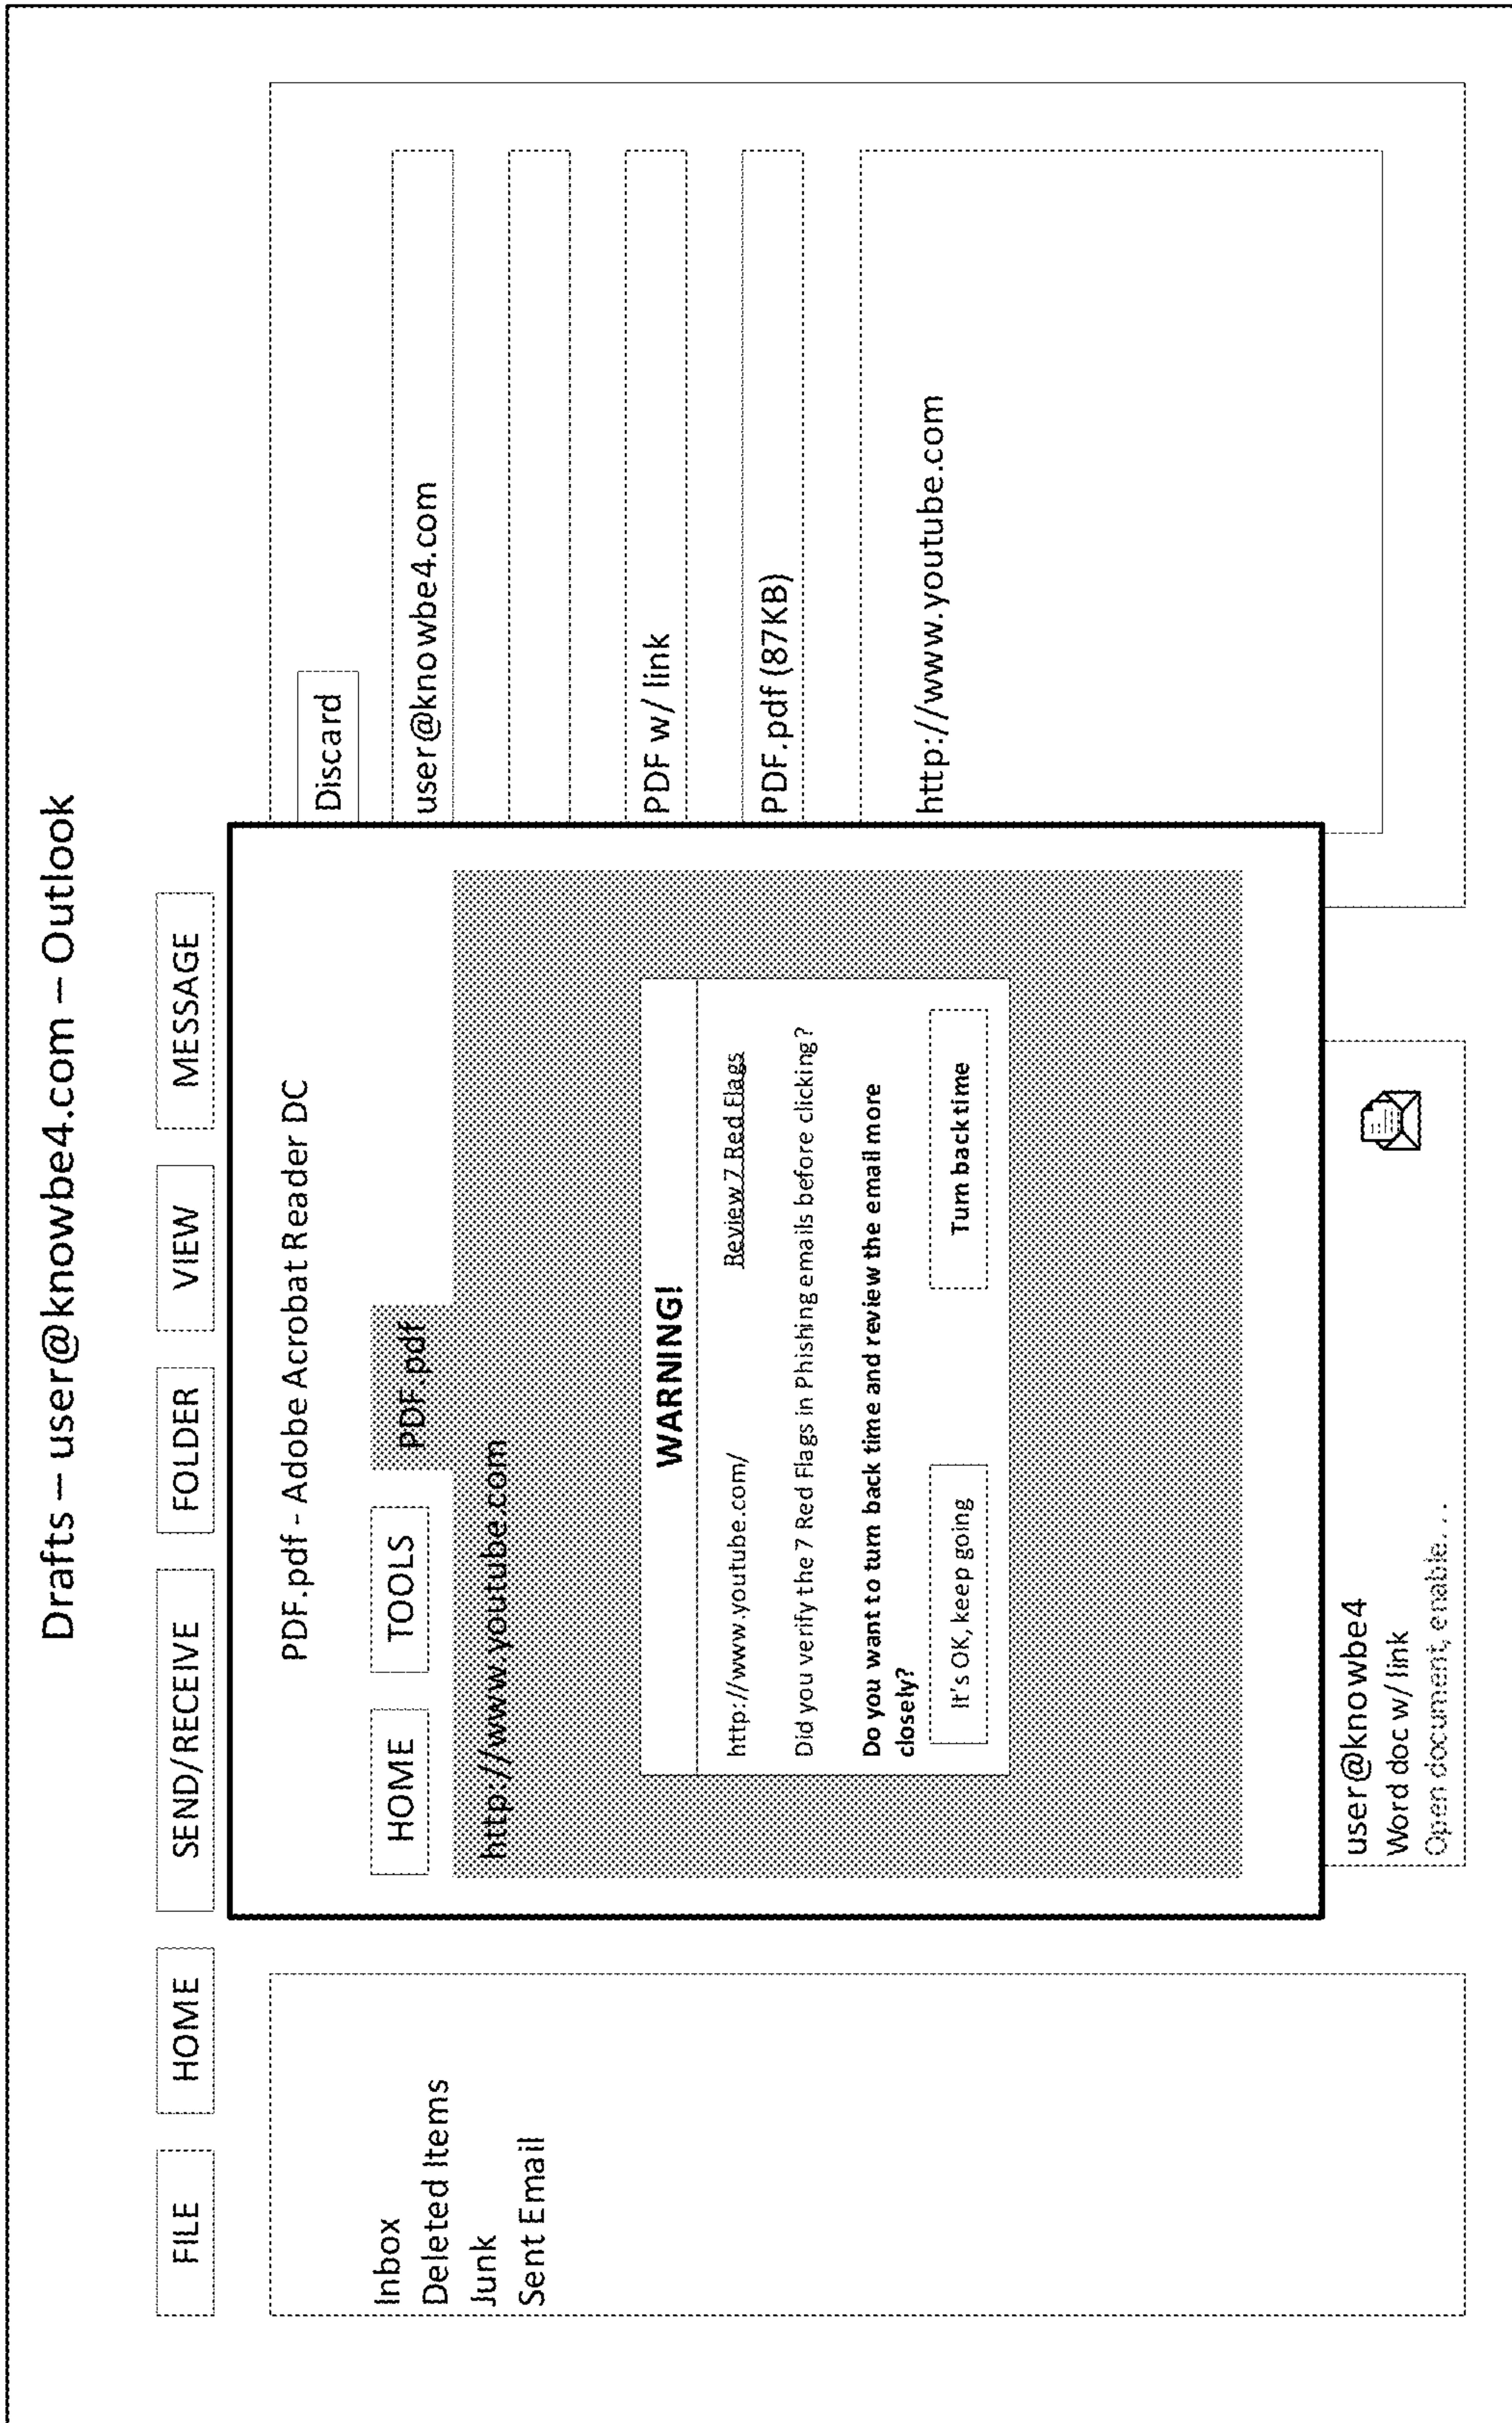 Drafts – user@knowbe4.com – Outlook
FILE
HOME
SEND/RECEIVE
FOLDER
VIEW
MESSAGE
Inbox
Deleted Items
Junk
Sent Email
PDF.pdf - Adobe Acrobat Reader DC
HOME
TOOLS
PDF.pdf
http://www.youtube.com
WARNING!
http://www.youtube.com/
Review 7 Red Flags
Did you verify the 7 Red Flags in Phishing emails before clicking?
Do you want to turn back time and review the email more
closely?
It's OK, keep going
Turn back time
user@knowbe4
Word doc w/ link
Open document, enable...
Discard
user@knowbe4.com
PDF w/ link
PDF.pdf (87KB)
http://www.youtube.com